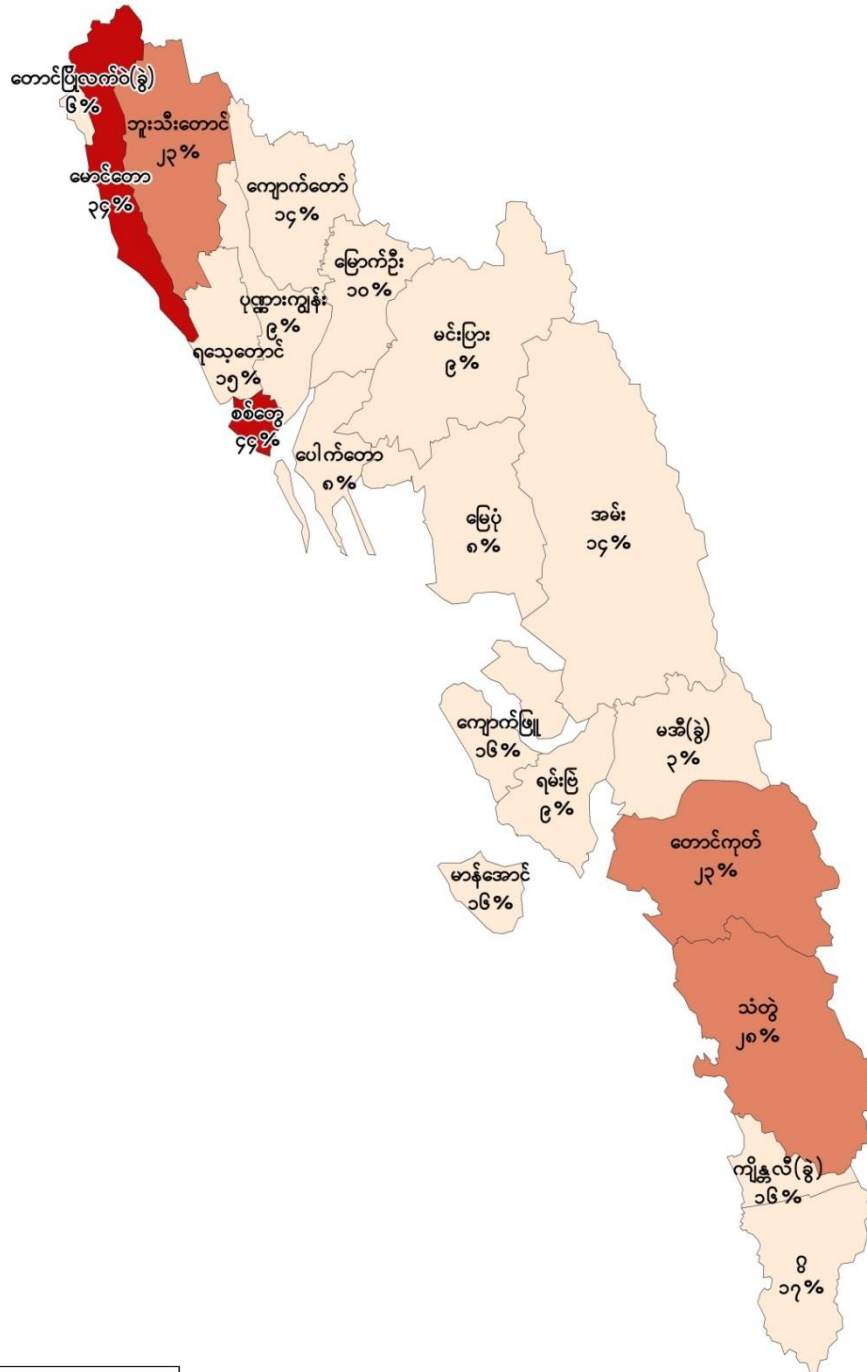 တောင်ပြိုလက်ဝဲ(ခွဲ)
၆%
ဘူးသီးတောင်
၂၃%
မောင်တော
၃၄%
ကျောက်တော်
၁၄%
မြောက်ဦး
၁၀%
ပုဏ္ဏားကျွန်း
၉%
မင်းပြား
၉%
ရသေ့တောင်
၁၅%
စစ်တွေ
၄၄%
ပေါက်တော
၈%
မြေပုံ
၈%
အမ်း
၁၄%
ကျောက်ဖြူ
၁၆%
မအီ(ခွဲ)
၃%
ရမ်းဗြဲ
၉%
တောင်ကုတ်
၂၃%
မာန်အောင်
၁၆%
သံတွဲ
၂၈%
ကျိန္တလီ(ခွဲ)
၁၆%
ဂွ
၁၇%